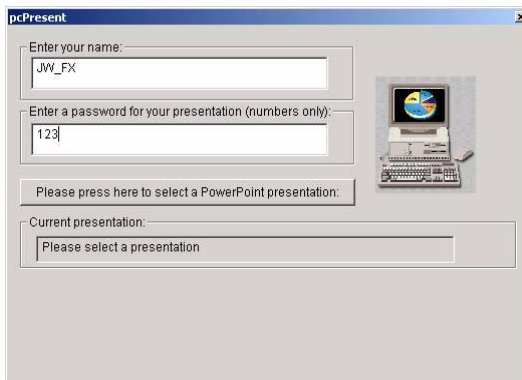 pcPresent
Enter your name:
JW_FX
Enter a password for your presentation (numbers only):
123
Please press here to select a PowerPoint presentation:
Current presentation:
Please select a presentation